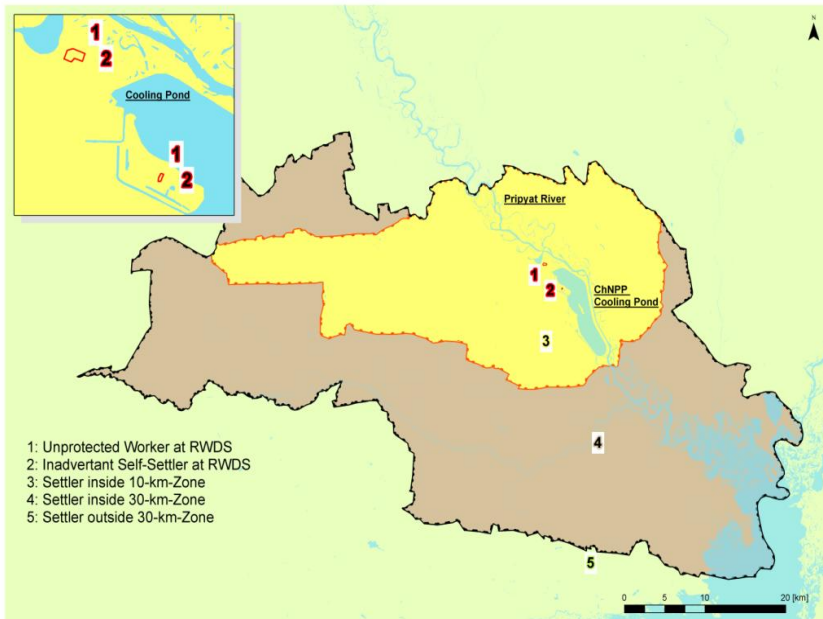 1
2
Cooling Pond
1
2
N
Pripyat River
1
2
ChNPP
Cooling Pond
3
4
1: Unprotected Worker at RWDS
2: Inadvertant Self-Settler at RWDS
3: Settler inside 10-km-Zone
4: Settler inside 30-km-Zone
5: Settler outside 30-km-Zone
5
0 5 10 20 [km]